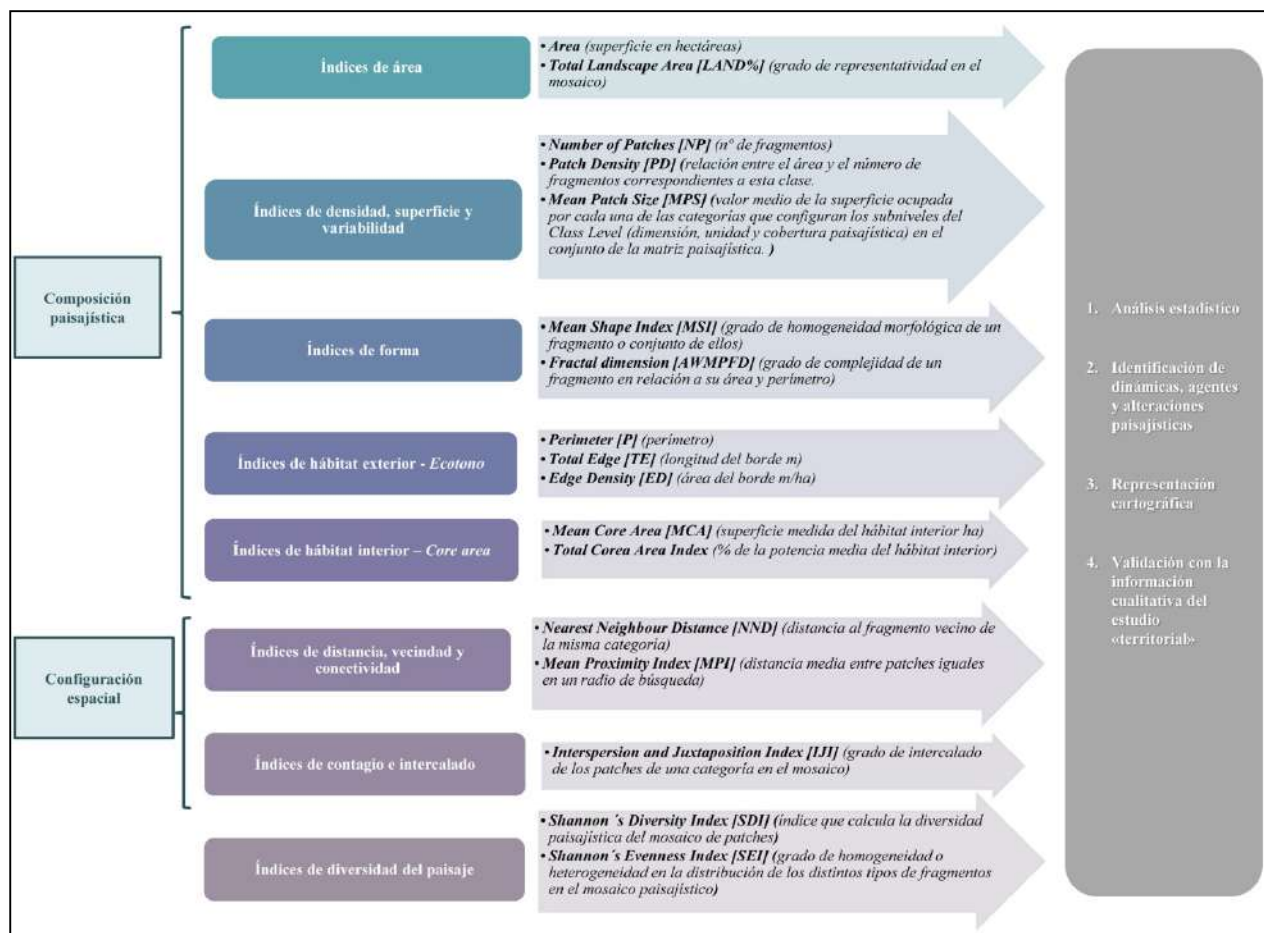 Composición
paisajística
Índices de área
• Area (superficie en hectáreas)
• Total Landscape Area [LAND%] (grado de representatividad en el
mosaico)
Índices de densidad, superficie y
variabilidad
• Number of Patches [NP] (nº de fragmentos)
• Patch Density [PD] (relación entre el área y el número de
fragmentos correspondientes a esta clase.
• Mean Patch Size [MPS) (valor medio de la superficie ocupada
por cada una de las categorías que configuran los subniveles del
Class Level (dimensión, unidad y cobertura paisajística) en el
conjunto de la matriz paisajística. )
Índices de forma
• Mean Shape Index [MSI] (grado de homogeneidad morfológica de un
fragmento o conjunto de ellos)
• Fractal dimension [AWMPFD] (grado de complejidad de un
fragmento en relación a su área y perímetro)
Índices de hábitat exterior - Ecotono
• Perimeter [P] (perímetro)
• Total Edge [TE] (longitud del borde m)
• Edge Density [ED] (área del borde m/ha)
Índices de hábitat interior – Core area
• Mean Core Area [MCA] (superficie medida del hábitat interior ha)
• Total Corea Area Index (% de la potencia media del hábitat interior)
Configuración
espacial
Índices de distancia, vecindad y
conectividad
• Nearest Neighbour Distance [NND] (distancia al fragmento vecino de
la misma categoría)
• Mean Proximity Index [MPI] (distancia media entre patches iguales
en un radio de búsqueda)
Índices de contagio e intercalado
• Interspersion and Juxtaposition Index [IJI] (grado de intercalado
de los patches de una categoría en el mosaico)
Índices de diversidad del paisaje
• Shannon ´s Diversity Index [SDI] (índice que calcula la diversidad
paisajística del mosaico de patches)
• Shannon´s Evenness Index [SEI] (grado de homogeneidad o
heterogeneidad en la distribución de los distintos tipos de fragmentos
en el mosaico paisajístico)
1. Análisis estadístico
2. Identificación de
dinámicas, agentes
y alteraciones
paisajísticas
3. Representación
cartográfica
4. Validación con la
información
cualitativa del
estudio
«territorial»